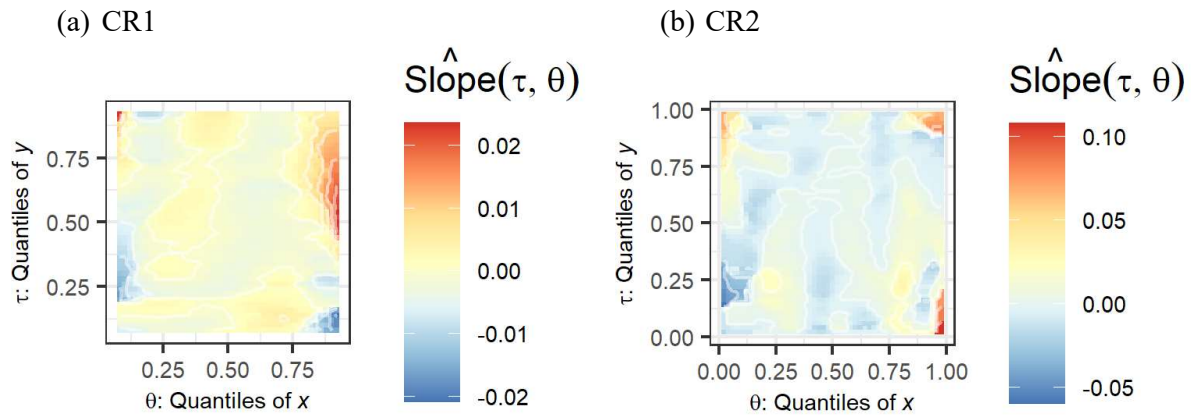 (a) CR1
(b) CR2
^
Slope(τ, θ)
^
Slope(τ, θ)
τ: Quantiles of y
0.75
0.50
0.25
0.25 0.50 0.75
θ: Quantiles of x
0.02
0.01
0.00
-0.01
-0.02
τ: Quantiles of y
1.00
0.75
0.50
0.25
0.00
0.00 0.25 0.50 0.75 1.00
θ: Quantiles of x
0.10
0.05
0.00
-0.05